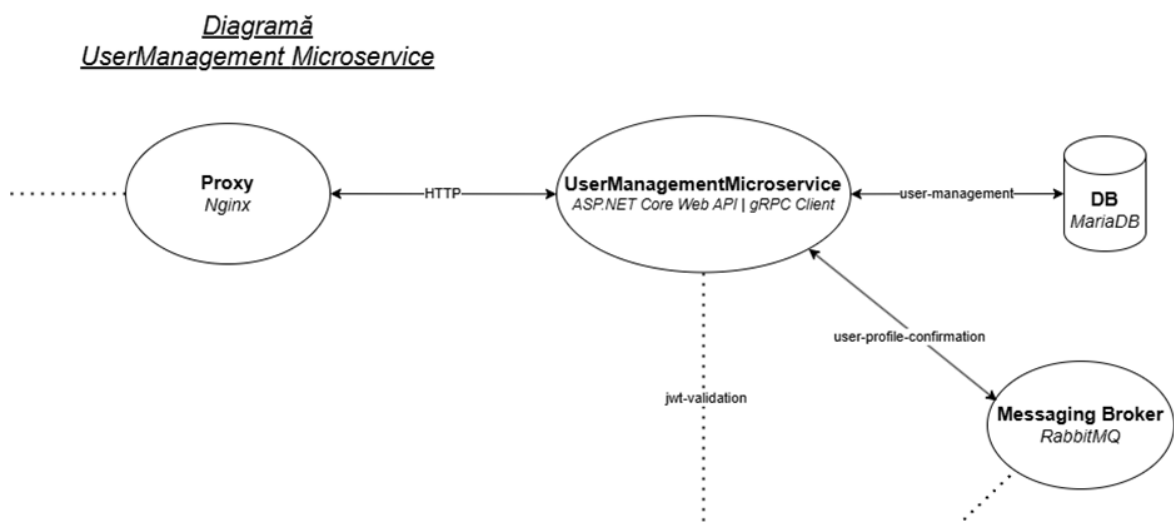 Diagramă
UserManagement Microservice
Proxy
Nginx
HTTP
UserManagementMicroservice
ASP.NET Core Web API | gRPC Client
user-management
DB
MariaDB
user-profile-confirmation
jwt-validation
Messaging Broker
RabbitMQ